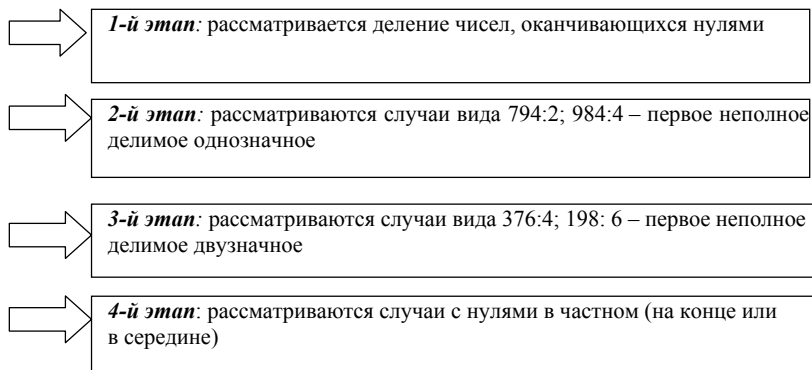 1-й этап: рассматривается деление чисел, оканчивающихся нулями
2-й этап: рассматриваются случаи вида 794:2; 984:4 – первое неполное
делимое однозначное
3-й этап: рассматриваются случаи вида 376:4; 198: 6 – первое неполное
делимое двузначное
4-й этап: рассматриваются случаи с нулями в частном (на конце или
в середине)